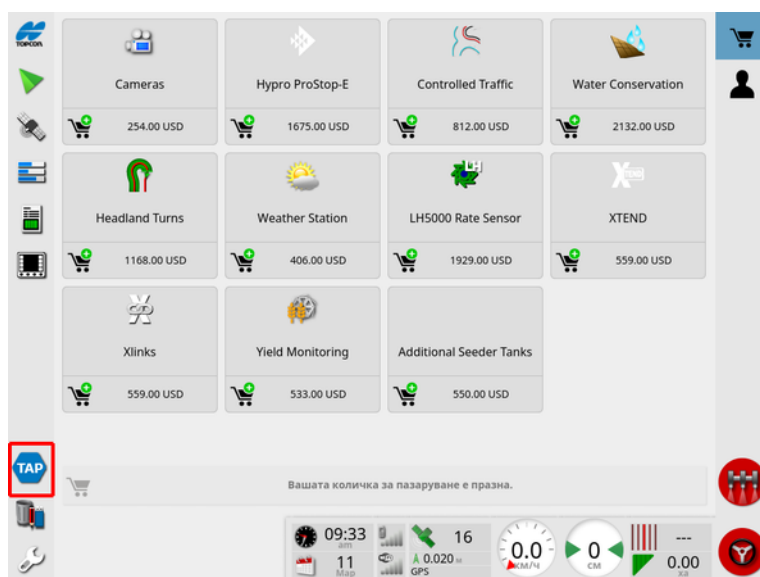 TOPCON
Cameras
254.00 USD
Hypro ProStop-E
1675.00 USD
Controlled Traffic
812.00 USD
Water Conservation
2132.00 USD
Headland Turns
1168.00 USD
Weather Station
406.00 USD
LH
LH5000 Rate Sensor
1929.00 USD
XTEND
XTEND
559.00 USD
Xlinks
559.00 USD
Yield Monitoring
533.00 USD
Additional Seeder Tanks
550.00 USD
TAP
Вашата количка за пазаруване е празна.
09:33
am
11
Мар
16
0.020 м
GPS
0.0
км/ч
0
см
---
0.00
ха